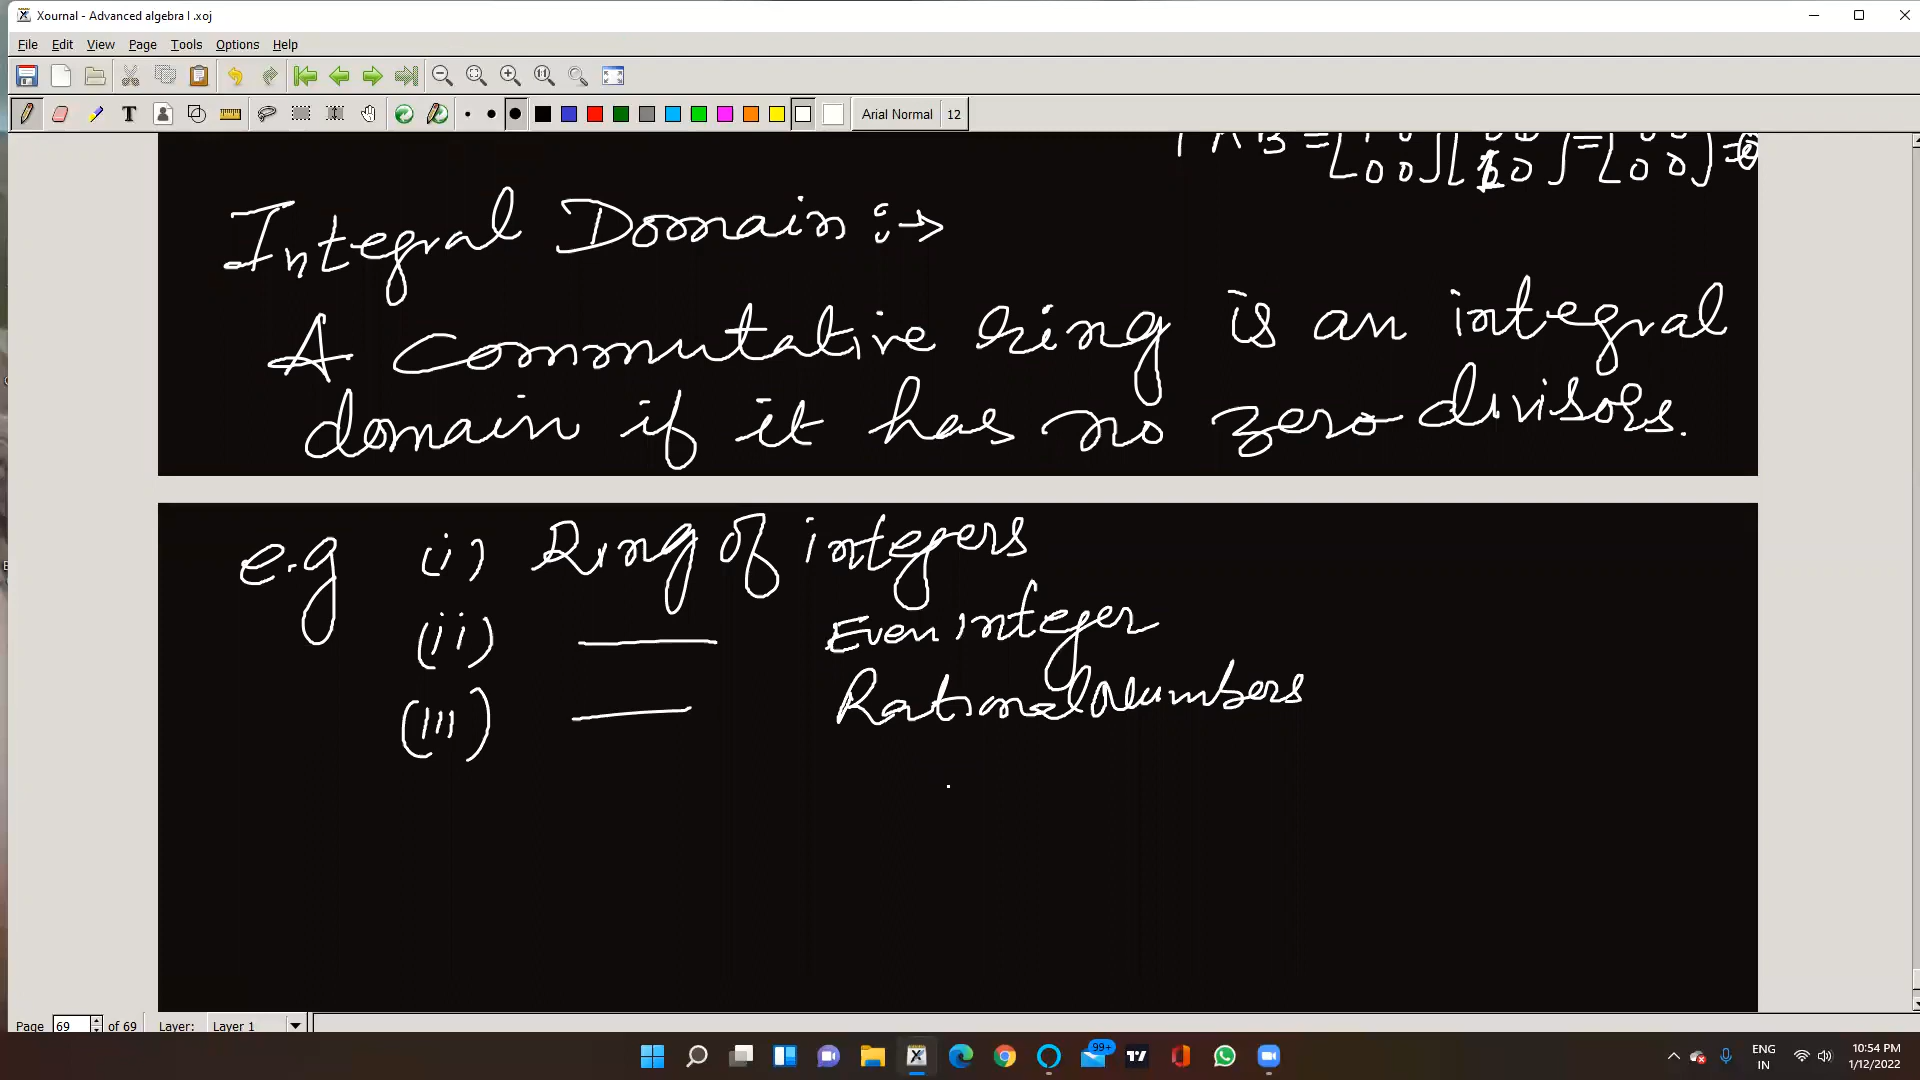 Xournal - Advanced algebra I .xoj
File Edit View Page Tools Options Help
Arial Normal 12
Integral Domain :→
A commutative ring is an integral
domain if it has no zero divisors.
e.g (i) Ring of integers
(ii) —— Even integer
(iii) —— Rational Numbers
Page 69 of 69 Layer: Layer 1
99+
ENG
IN
10:54 PM
1/12/2022